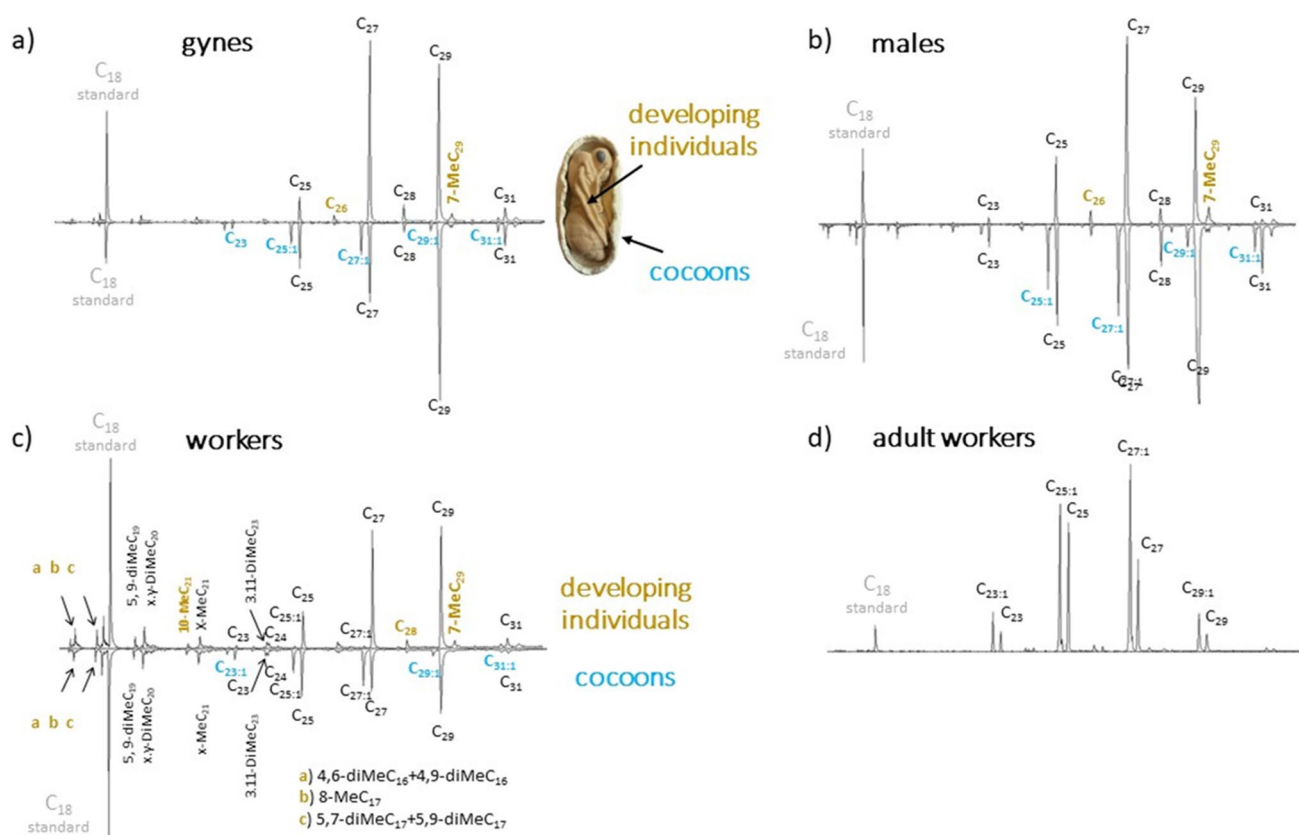 a) gynes
C18
standard
C27
C29
C25
C26
C28
7-MeC29
C31
C23
C25:1
C27:1
C28
C29:1
C31:1
C31
C25
C27
C29
C18
standard
developing
individuals
cocoons
b) males
C18
standard
C27
C29
C25
C23
C26
C28
7-MeC29
C31
C23
C25:1
C25
C27:1
C27:1
C27
C28
C29:1
C29
C31:1
C31
C18
standard
c) workers
C18
standard
a b c
5, 9-diMeC19
x.y-DiMeC20
10-MeC21
X-MeC21
C23
3.11-DiMeC23
C24
C25:1
C25
C27:1
C27
C28
C29
7-MeC29
C31
a b c
5, 9-diMeC19
x.y-DiMeC20
x-MeC21
C23:1
C23
3.11-DiMeC23
C24
C25:1
C25
C27:1
C27
C29:1
C29
C31:1
C31
C18
standard
developing
individuals
cocoons
a) 4,6-diMeC16+4,9-diMeC16
b) 8-MeC17
c) 5,7-diMeC17+5,9-diMeC17
d) adult workers
C18
standard
C23:1
C23
C25:1
C25
C27:1
C27
C29:1
C29